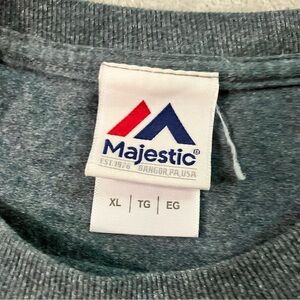 Majestic®
EST.1976 BANGOR,PA,USA
XL | TG | EG